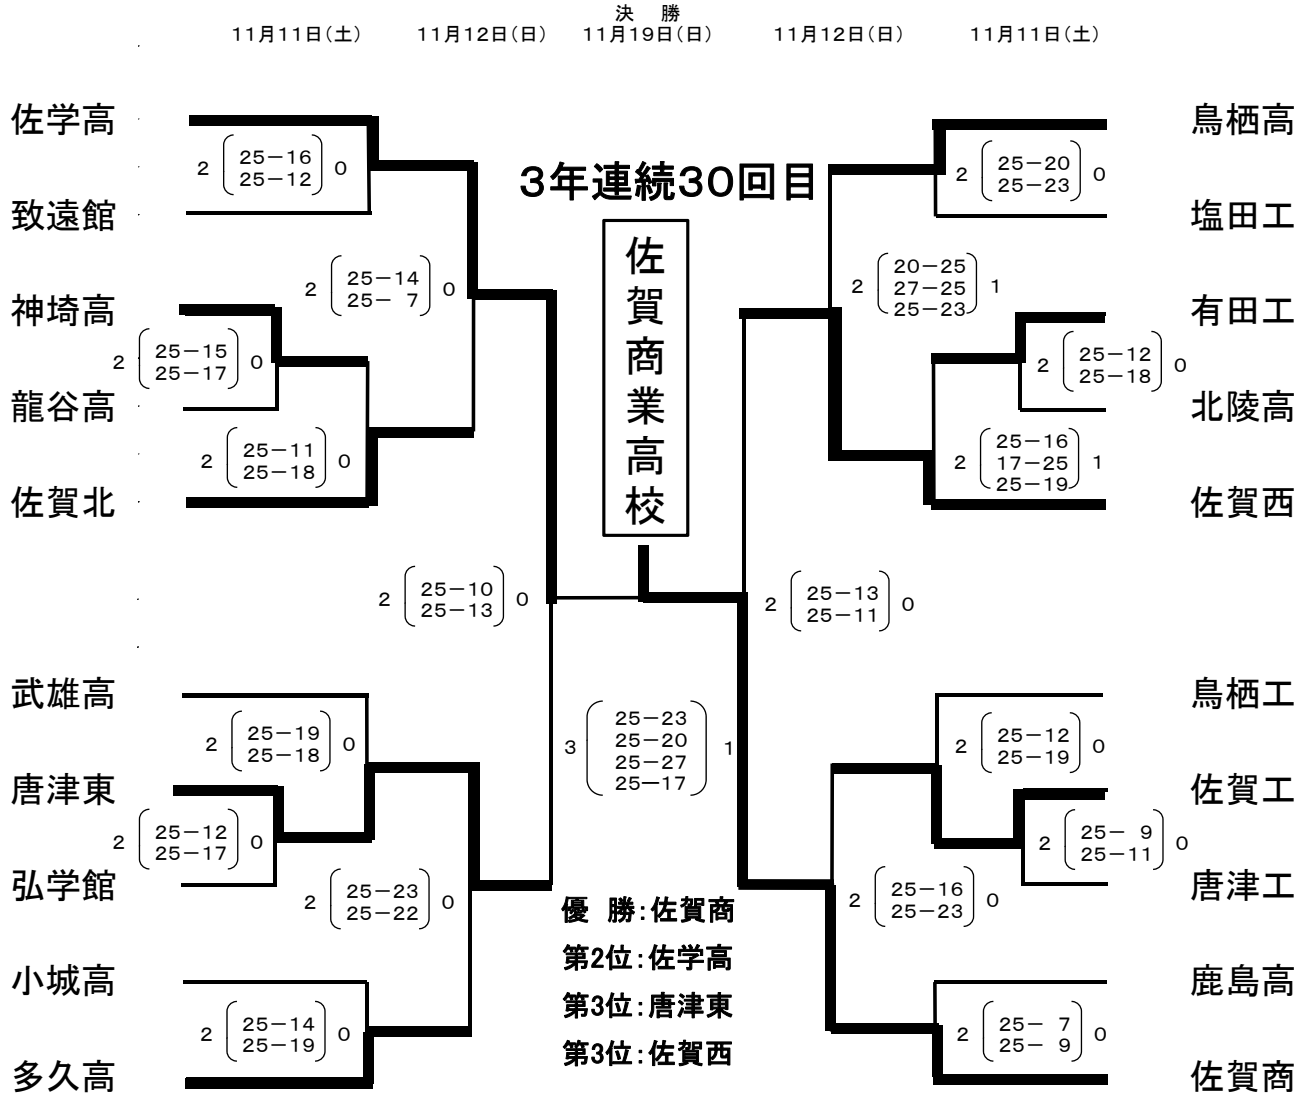 決　勝
11月11日(土)
11月12日(日)
11月19日(日)
11月12日(日)
11月11日(土)
佐学高
致遠館
神埼高
龍谷高
佐賀北
武雄高
唐津東
弘学館
小城高
多久高
2 25-16 0
25-12
2 25-14 0
25- 7
2 25-15 0
25-17
2 25-11 0
25-18
2 25-10 0
25-13
2 25-19 0
25-18
2 25-12 0
25-17
2 25-23 0
25-22
2 25-14 0
25-19
3年連続30回目
佐賀商業高校
3 25-23 1
25-20
25-27
25-17
優　勝：佐賀商
第2位：佐学高
第3位：唐津東
第3位：佐賀西
2 25-20 0
25-23
20-25
2 27-25 1
25-23
2 25-12 0
25-18
25-16
2 17-25 1
25-19
2 25-13 0
25-11
2 25-12 0
25-19
2 25- 9 0
25-11
2 25-16 0
25-23
2 25- 7 0
25- 9
鳥栖高
塩田工
有田工
北陵高
佐賀西
鳥栖工
佐賀工
唐津工
鹿島高
佐賀商